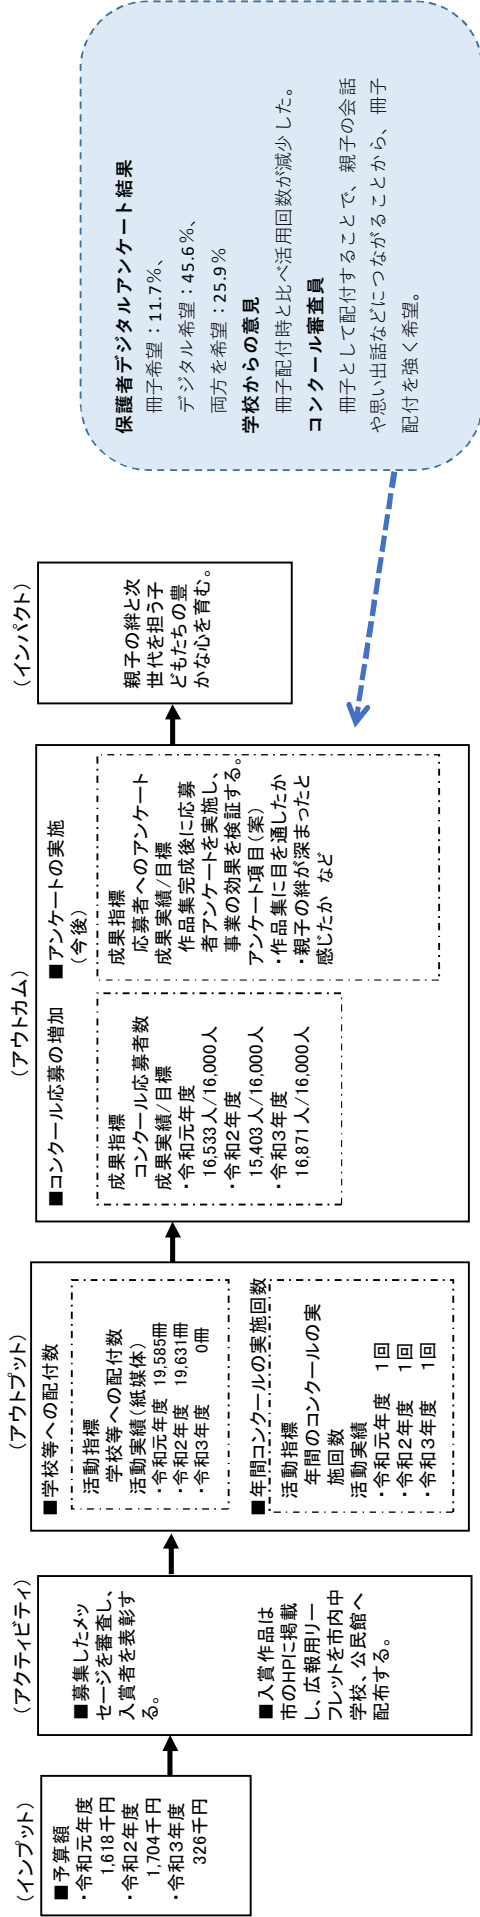 (インプット)
■予算額
・令和元年度
1,618千円
・令和2年度
1,704千円
・令和3年度
326千円
(アクティビティ)
■募集したメッ
セージを審査し、
入賞者を表彰す
る。
■入賞作品は
市のHPに掲載
し、広報用リー
フレットを市内中
学校、公民館へ
配布する。
(アウトプット)
■学校等への配付数
活動指標
学校等への配付数
活動実績(紙媒体)
・令和元年度 19,585冊
・令和2年度 19,631冊
・令和3年度 0冊
■年間コンクールの実施回数
活動指標
年間のコンクールの実
施回数
活動実績
・令和元年度 1回
・令和2年度 1回
・令和3年度 1回
(アウトカム)
■コンクール応募の増加
成果指標
コンクール応募者数
成果実績/目標
・令和元年度
16,533人/16,000人
・令和2年度
15,403人/16,000人
・令和3年度
16,871人/16,000人
■アンケートの実施
(今後)
成果指標
応募者へのアンケート
成果実績/目標
作品集完成後に応募
者アンケートを実施し、
事業の効果を検証する。
アンケート項目(案)
・作品集に目を通したか
・親子の絆が深まったと
感じたか など
(インパクト)
親子の絆と次
世代を担う子
どもたちの豊
かな心を育む。
保護者デジタルアンケート結果
冊子希望：11.7%、
デジタル希望：45.6%、
両方を希望：25.9%
学校からの意見
冊子配付時と比べ活用回数が減少した。
コンクール審査員
冊子として配付することで、親子の会話
や思い出話などにつながることから、冊子
配付を強く希望。